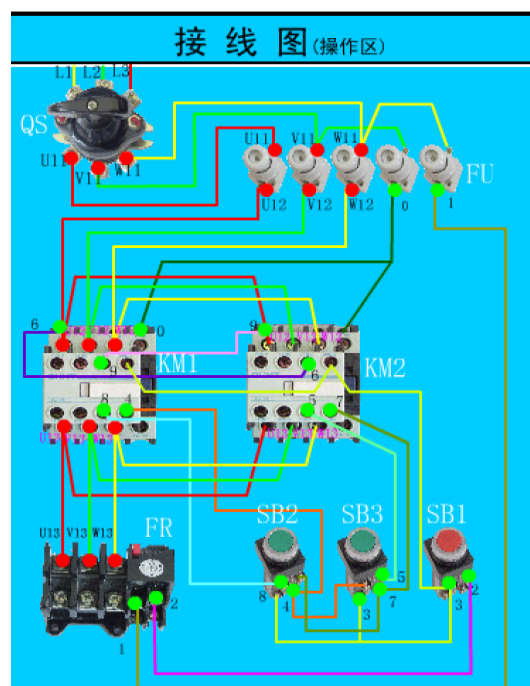 接 线 图(操作区)
L1 L2 L3
QS
U11 V11 W11
U11 V11 W11
FU
U12 V12 W12 0 1
6 0 9
KM1 KM2
9 6
8 4 5 7
U13 V13 W13
FR SB2 SB3 SB1
8 4 3 7 5 3 2
1 2